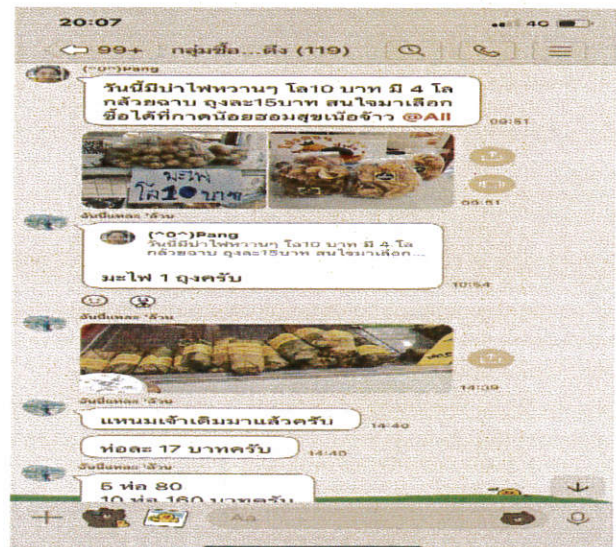 20:07
4G
99+ กลุ่มซื้อ...ดึง (119)
(^o^)Pang
วันนี้มีบ่าไฟหวานๆ โล10 บาท มี 4 โล
กล้วยฉาบ ถุงละ15บาท สนใจมาเลือก
ซื้อได้ที่กาดน้อยฮอมสุขเน้อจ้าว @All
09:51
มะไฟ
โล 10 บาท
09:51
(^o^)Pang
วันนี้มีบ่าไฟหวานๆ โล10 บาท มี 4 โล
กล้วยฉาบ ถุงละ15บาท สนใจมาเลือก...
มะไฟ 1 ถุงครับ
10:54
14:39
แหนมเจ้าเดิมมาแล้วครับ
14:40
ห่อละ 17 บาทครับ
14:40
5 ห่อ 80
10 ห่อ 160 บาทครับ
Aa